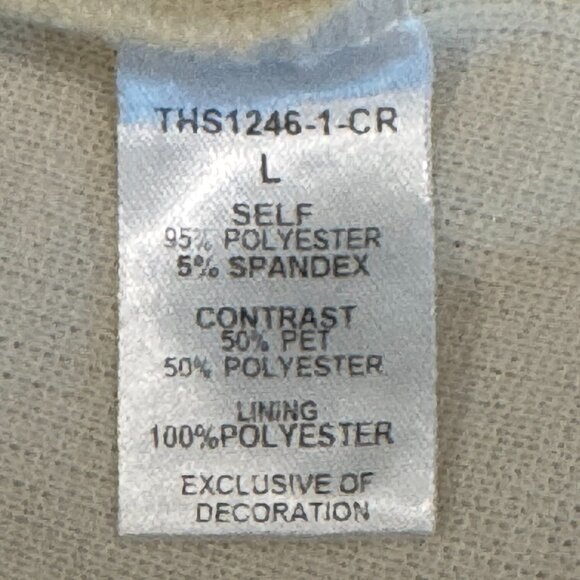 THS1246-1-CR
L
SELF
95% POLYESTER
5% SPANDEX
CONTRAST
50% PET
50% POLYESTER
LINING
100%POLYESTER
EXCLUSIVE OF
DECORATION